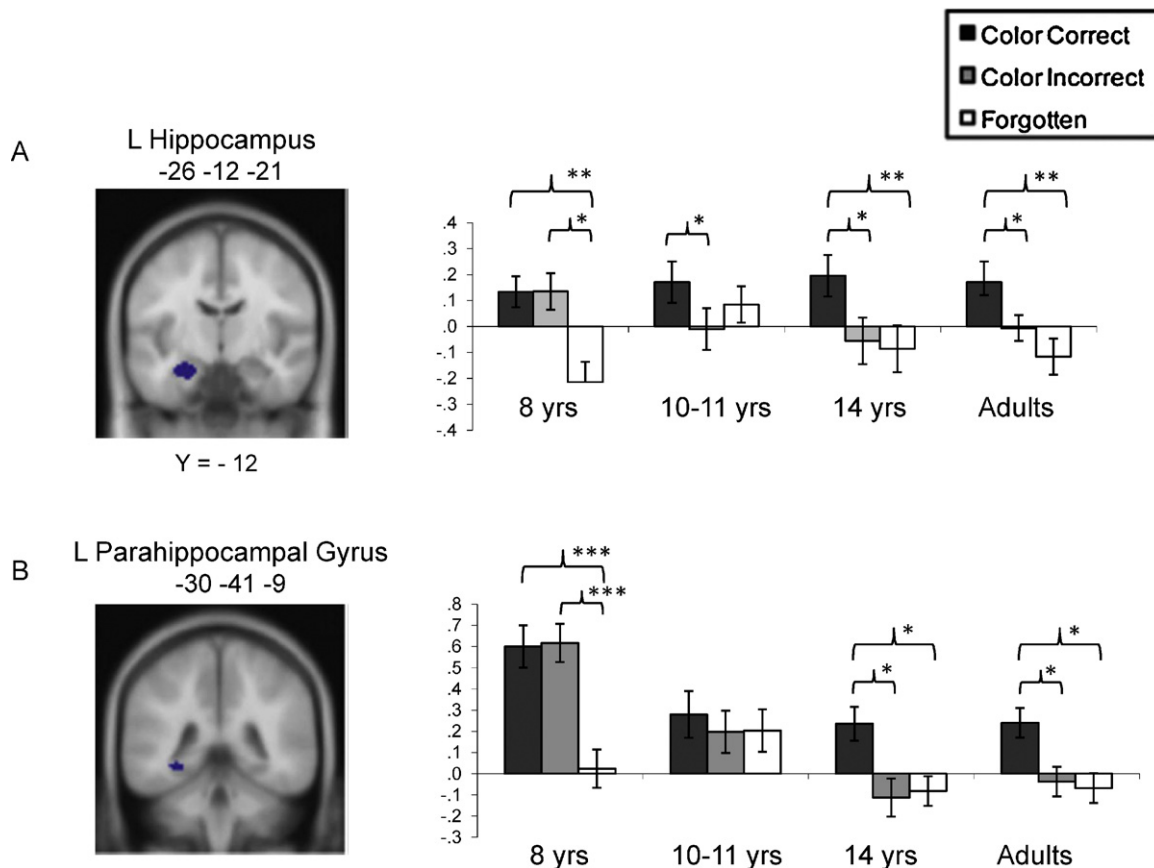 Color Correct
Color Incorrect
Forgotten
A
L Hippocampus
-26 -12 -21
Y = - 12
.4
.3
.2
.1
.0
-.1
-.2
-.3
-.4
** * * ** * ** *
8 yrs 10-11 yrs 14 yrs Adults
B
L Parahippocampal Gyrus
-30 -41 -9
.8
.7
.6
.5
.4
.3
.2
.1
.0
-.1
-.2
-.3
*** *** * * * *
8 yrs 10-11 yrs 14 yrs Adults